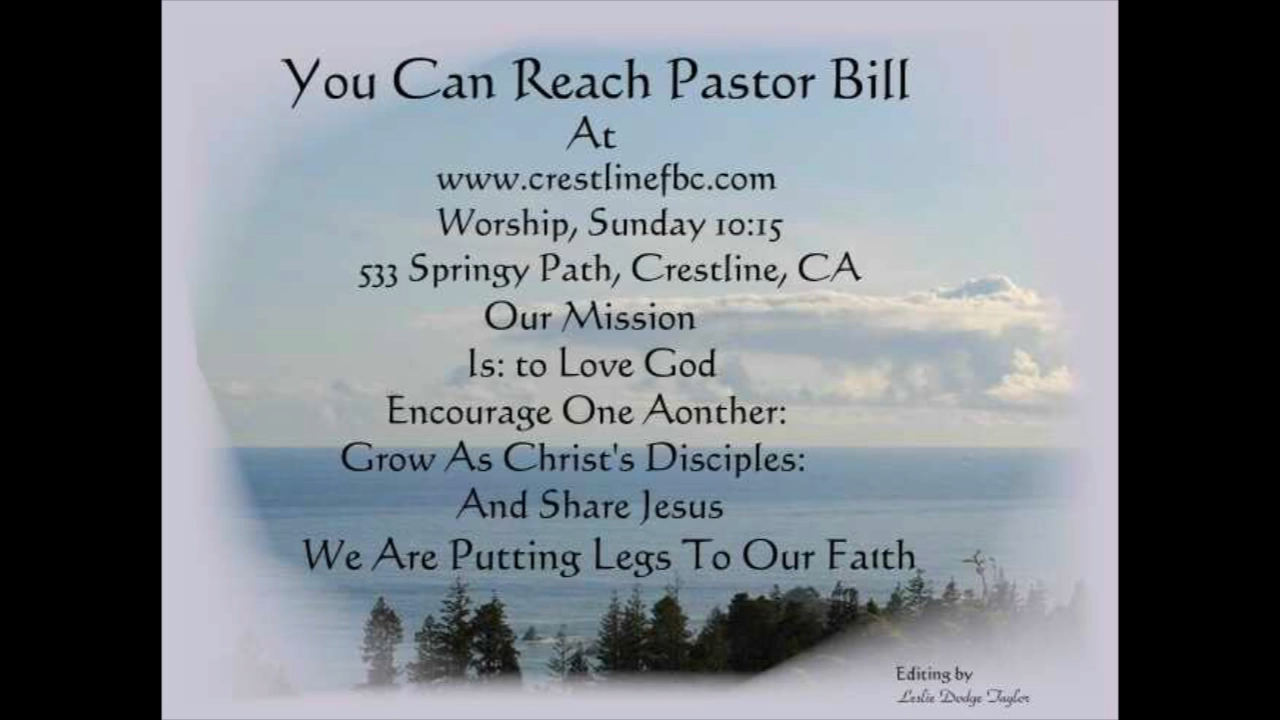 You Can Reach Pastor Bill
At
www.crestlinefbc.com
Worship, Sunday 10:15
533 Springy Path, Crestline, CA
Our Mission
Is: to Love God
Encourage One Aonther:
Grow As Christ's Disciples:
And Share Jesus
We Are Putting Legs To Our Faith
Editing by
Leslie Dodge Taylor